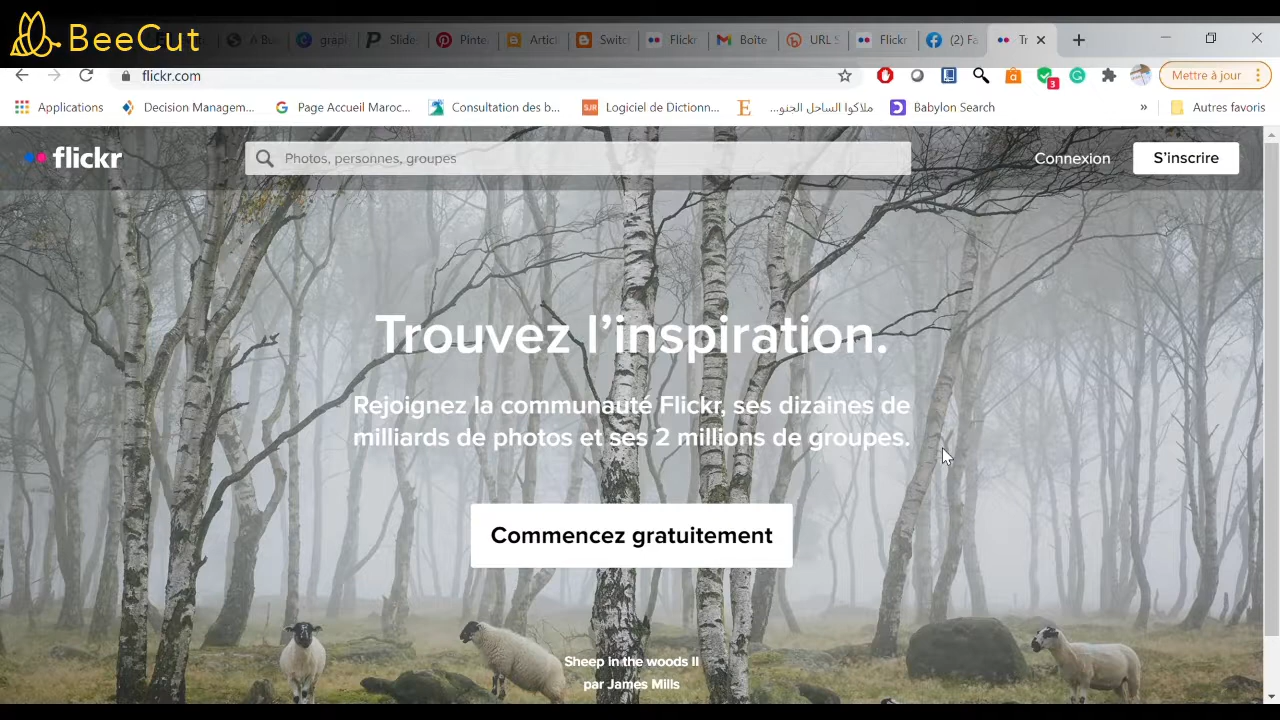 BeeCut
A Bu
grapl
Slide
Pinte
Artic
Switc
Flickr
Boîte
URL S
Flickr
(2) Fa
Tr
flickr.com
3
Mettre à jour
Applications
Decision Managem...
Page Accueil Maroc...
Consultation des b...
SJR
Logiciel de Dictionn...
E
ملاكوا الساحل الجنو...
Babylon Search
»
Autres favoris
flickr
Photos, personnes, groupes
Connexion
S'inscrire
Trouvez l'inspiration.
Rejoignez la communauté Flickr, ses dizaines de
milliards de photos et ses 2 millions de groupes.
Commencez gratuitement
Sheep in the woods II
par James Mills